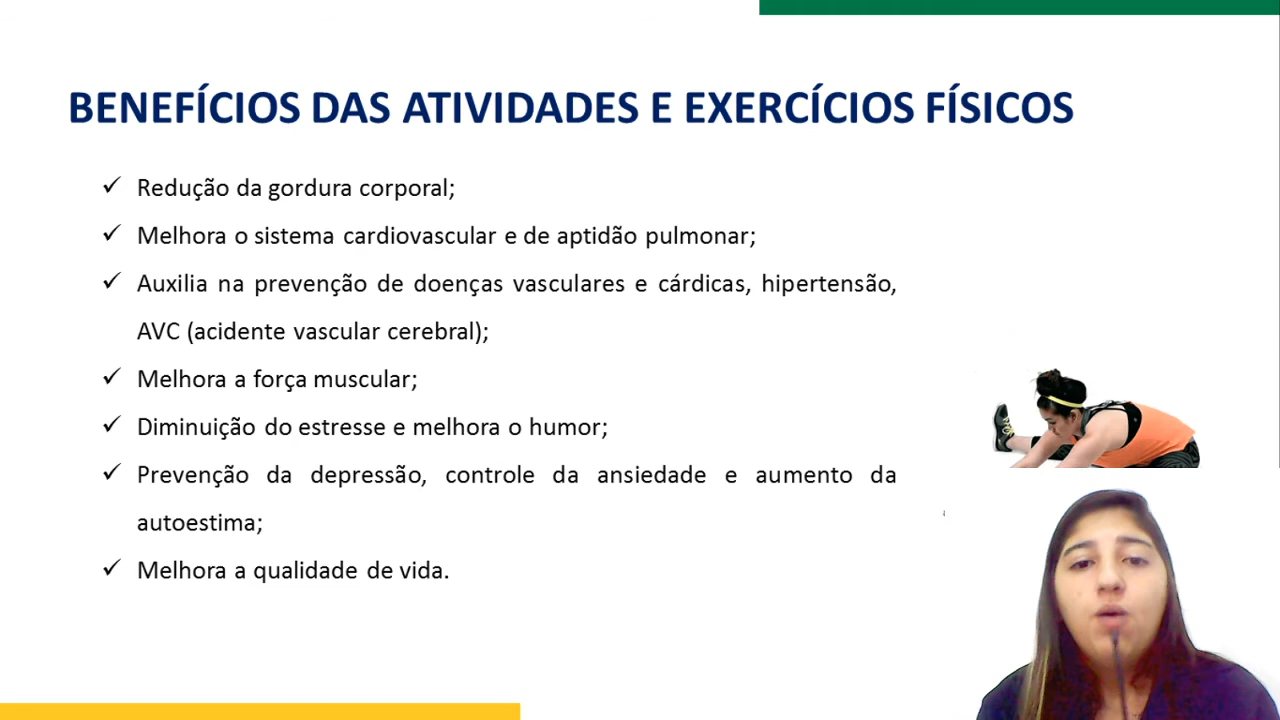 BENEFÍCIOS DAS ATIVIDADES E EXERCÍCIOS FÍSICOS
✓ Redução da gordura corporal;
✓ Melhora o sistema cardiovascular e de aptidão pulmonar;
✓ Auxilia na prevenção de doenças vasculares e cárdicas, hipertensão,
AVC (acidente vascular cerebral);
✓ Melhora a força muscular;
✓ Diminuição do estresse e melhora o humor;
✓ Prevenção da depressão, controle da ansiedade e aumento da
autoestima;
✓ Melhora a qualidade de vida.